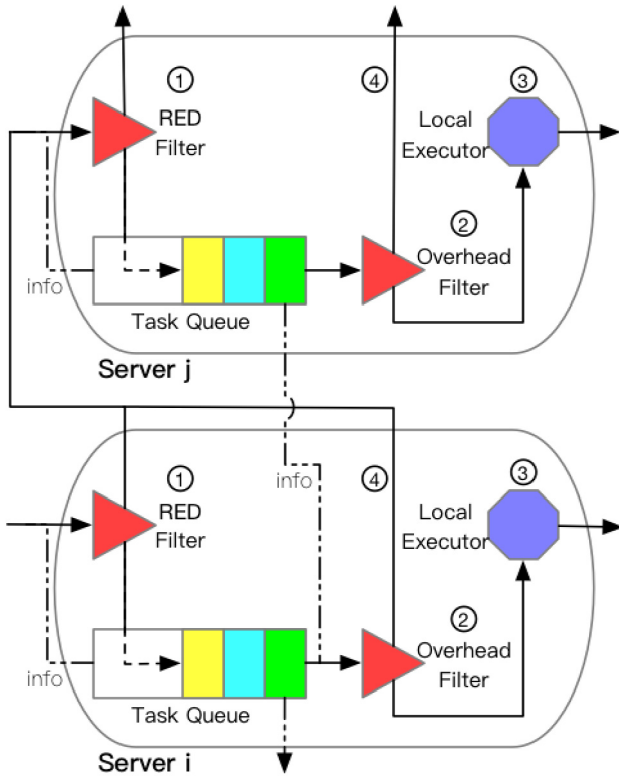 ①
④
③
RED
Filter
Local
Executor
②
Overhead
Filter
info
Task Queue
Server j
①
info
④
③
RED
Filter
Local
Executor
②
Overhead
Filter
info
Task Queue
Server i